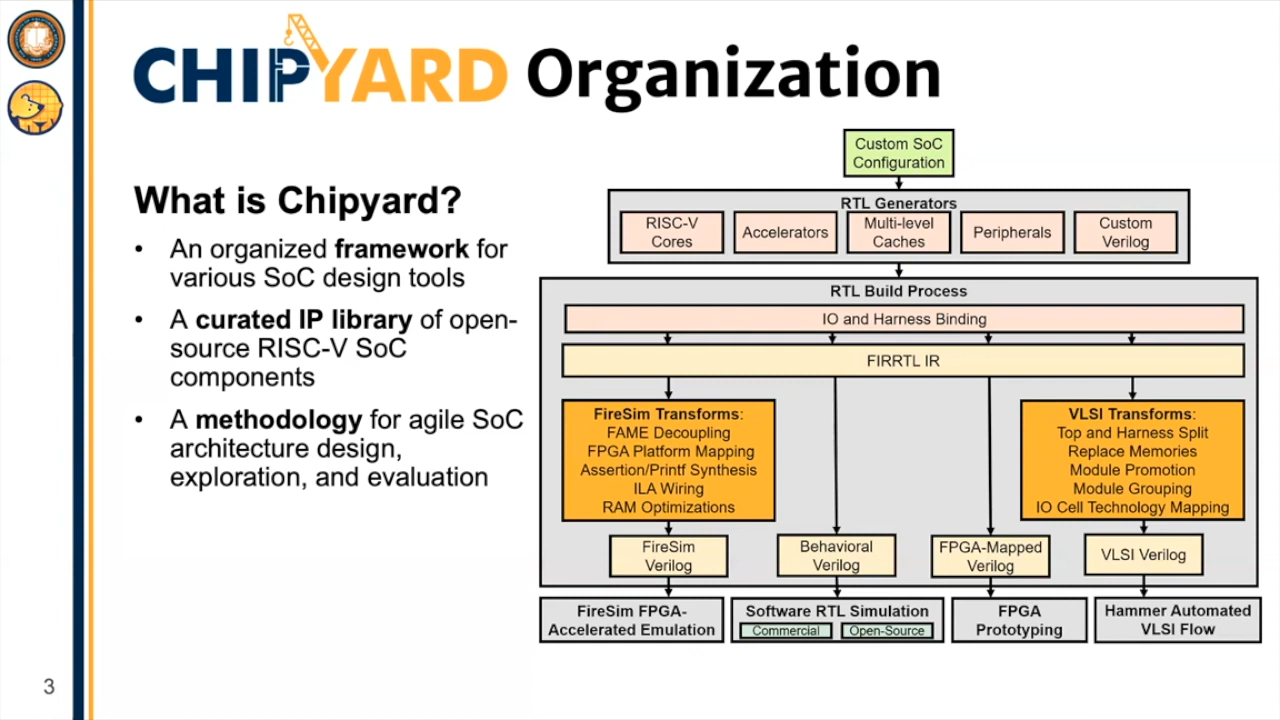 CHIPYARD Organization
What is Chipyard?
• An organized framework for
various SoC design tools
• A curated IP library of open-
source RISC-V SoC
components
• A methodology for agile SoC
architecture design,
exploration, and evaluation
Custom SoC
Configuration
RTL Generators
RISC-V
Cores
Accelerators
Multi-level
Caches
Peripherals
Custom
Verilog
RTL Build Process
IO and Harness Binding
FIRRTL IR
FireSim Transforms:
FAME Decoupling
FPGA Platform Mapping
Assertion/Printf Synthesis
ILA Wiring
RAM Optimizations
VLSI Transforms:
Top and Harness Split
Replace Memories
Module Promotion
Module Grouping
IO Cell Technology Mapping
FireSim
Verilog
Behavioral
Verilog
FPGA-Mapped
Verilog
VLSI Verilog
FireSim FPGA-
Accelerated Emulation
Software RTL Simulation
Commercial
Open-Source
FPGA
Prototyping
Hammer Automated
VLSI Flow
3